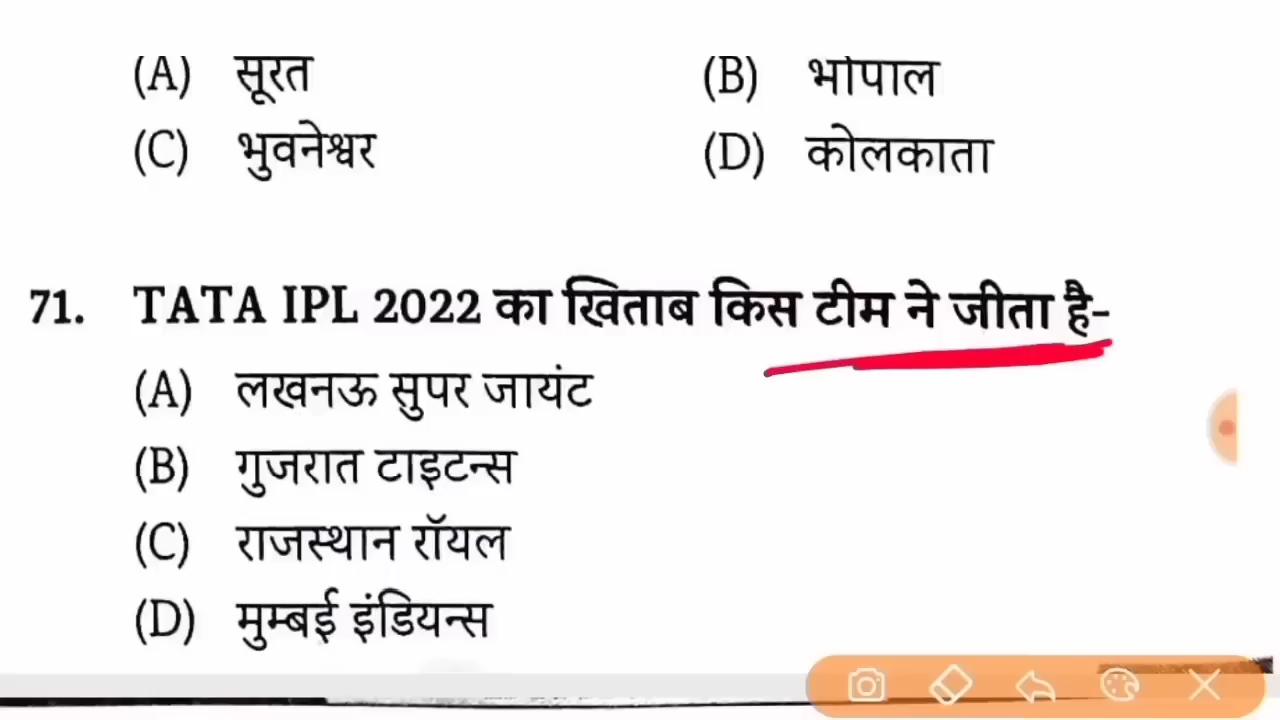 (A) सूरत (B) भोपाल
(C) भुवनेश्वर (D) कोलकाता
71. TATA IPL 2022 का खिताब किस टीम ने जीता है-
(A) लखनऊ सुपर जायंट
(B) गुजरात टाइटन्स
(C) राजस्थान रॉयल
(D) मुम्बई इंडियन्स